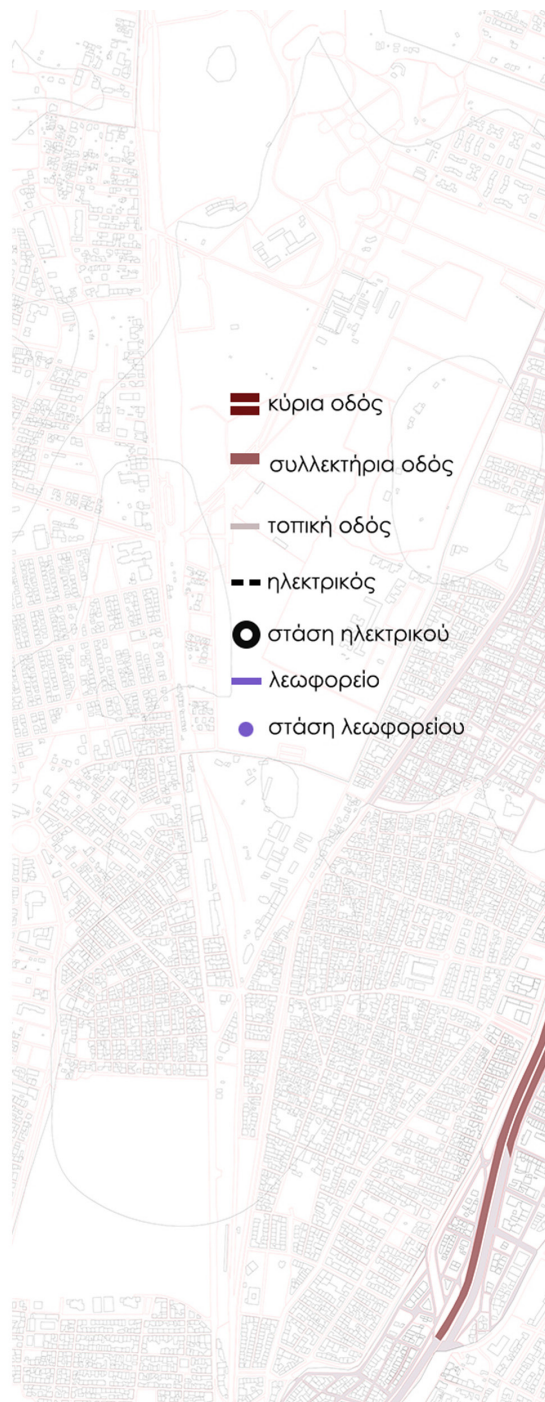 κύρια οδός
συλλεκτήρια οδός
τοπική οδός
ηλεκτρικός
στάση ηλεκτρικού
λεωφορείο
στάση λεωφορείου